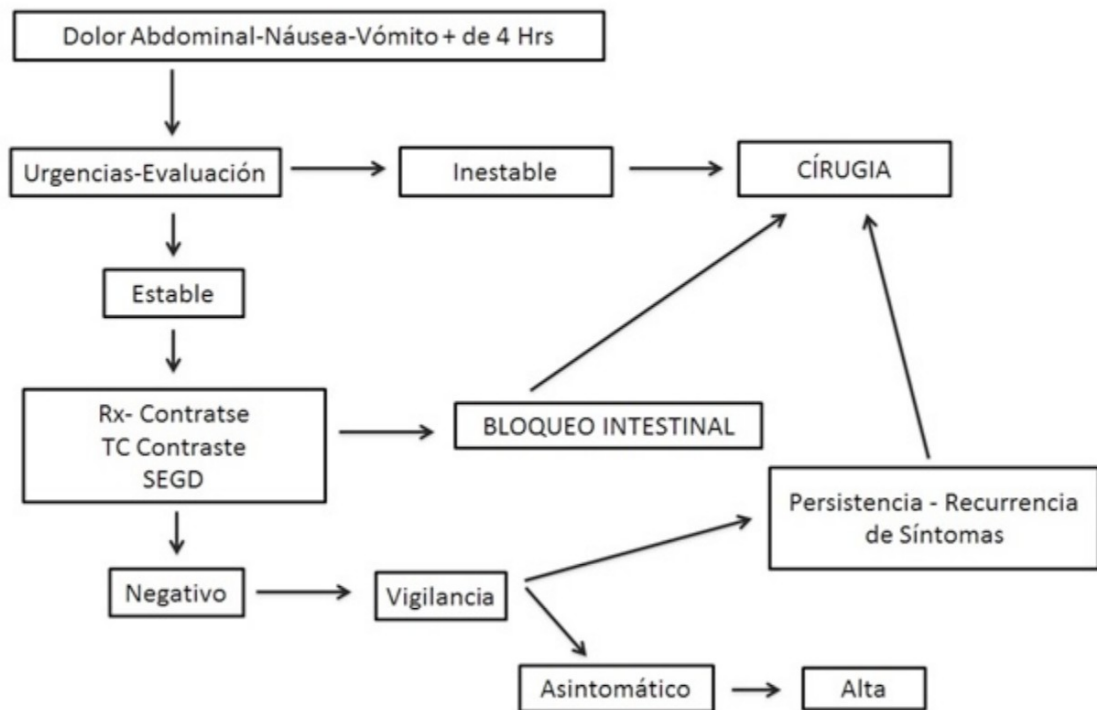 Dolor Abdominal-Náusea-Vómito + de 4 Hrs
Urgencias-Evaluación
Inestable
CÍRUGIA
Estable
Rx- Contratse
TC Contraste
SEGD
BLOQUEO INTESTINAL
Persistencia - Recurrencia
de Síntomas
Negativo
Vigilancia
Asintomático
Alta